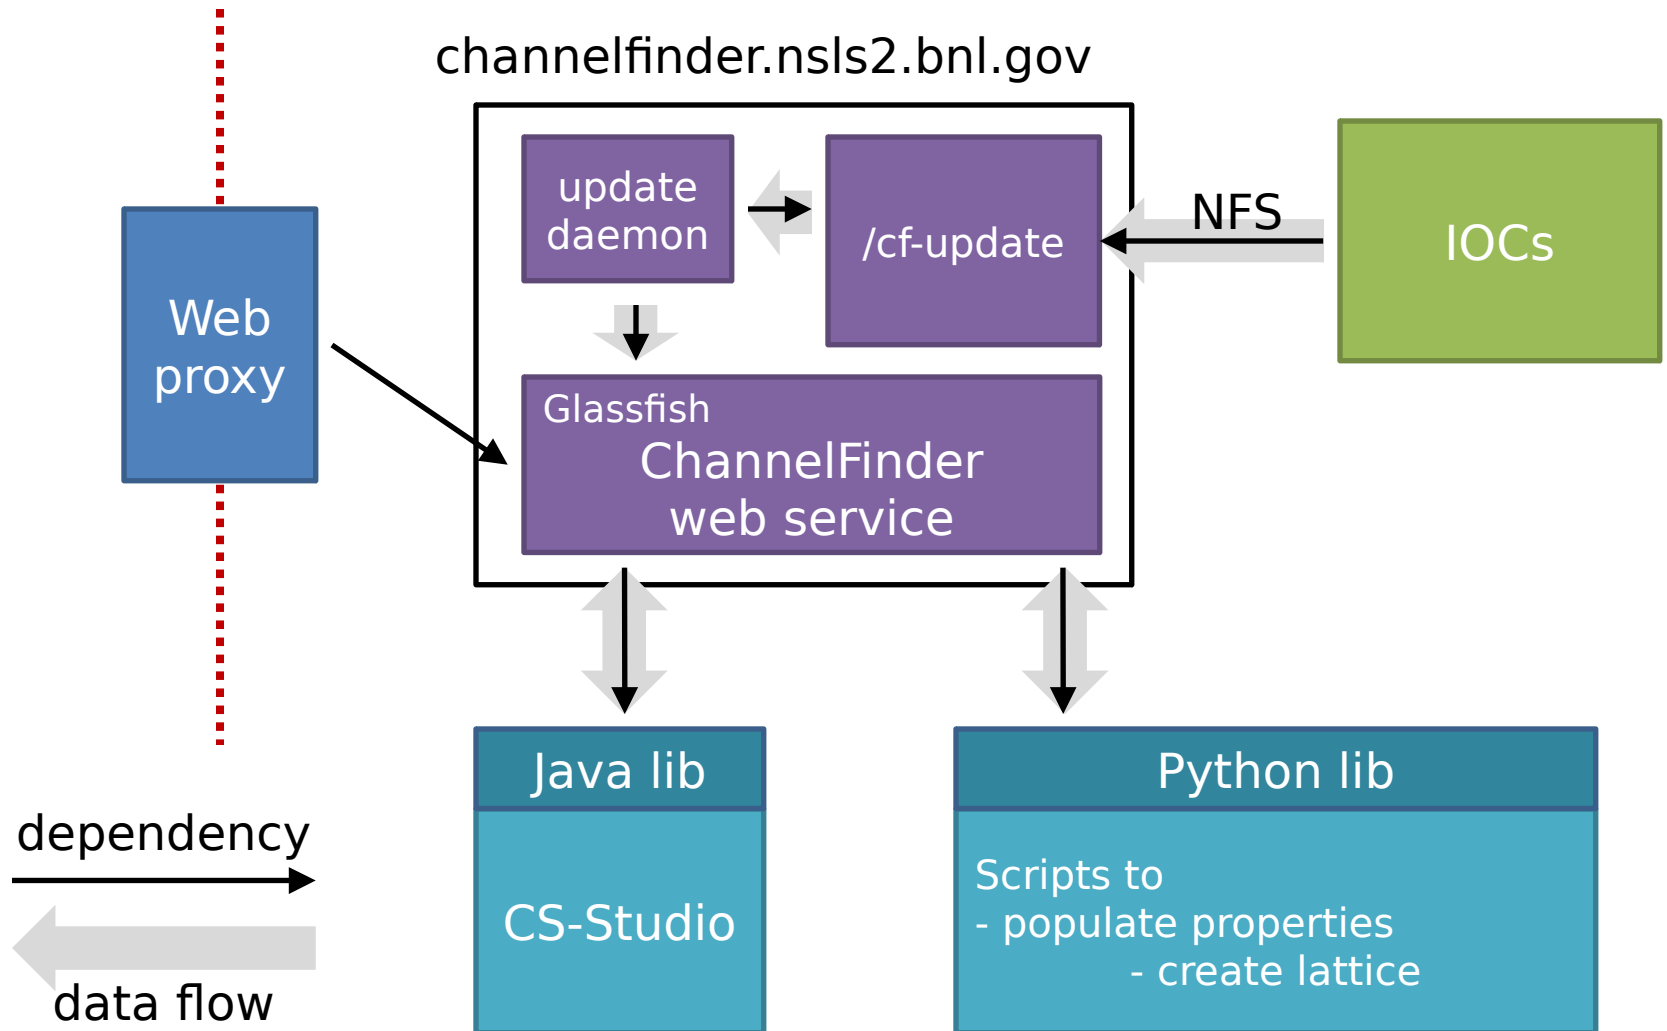 channelfinder.nsls2.bnl.gov
update
daemon
/cf-update
NFS
IOCs
Web
proxy
Glassfish
ChannelFinder
web service
Java lib
CS-Studio
Python lib
Scripts to
- populate properties
- create lattice
dependency
data flow